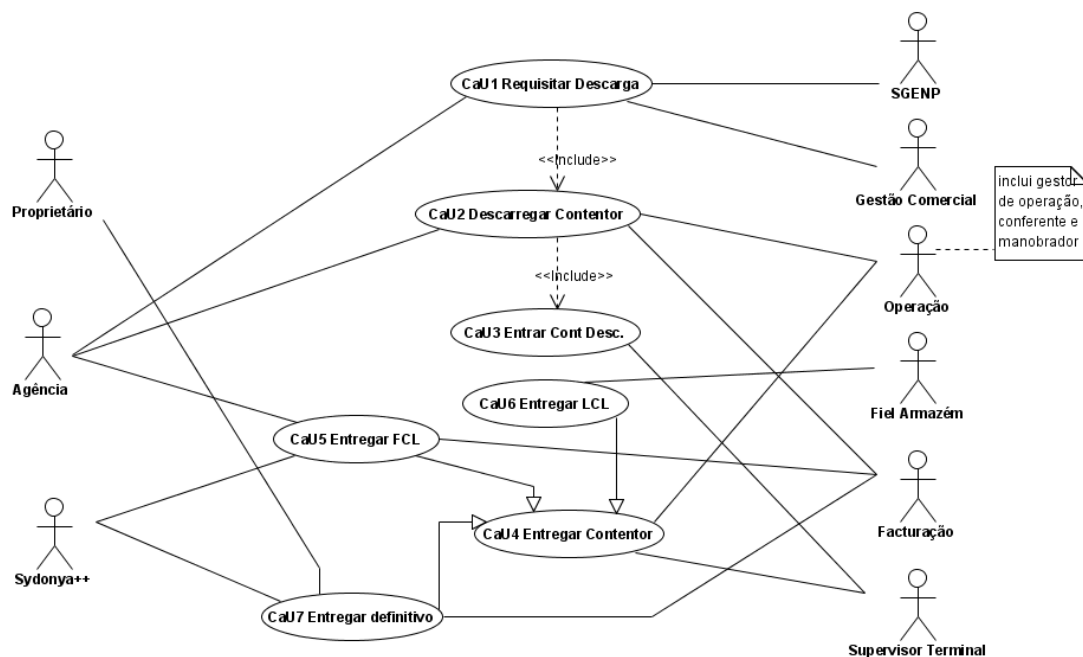 CaU1 Requisitar Descarga
SGENP
<<Include>>
Proprietário
Gestão Comercial
inclui gestor
de operação,
conferente e
manobrador
CaU2 Descarregar Contentor
<<Include>>
Operação
CaU3 Entrar Cont Desc.
Agência
CaU6 Entregar LCL
Fiel Armazém
CaU5 Entregar FCL
CaU4 Entregar Contentor
Facturação
Sydonya++
CaU7 Entregar definitivo
Supervisor Terminal